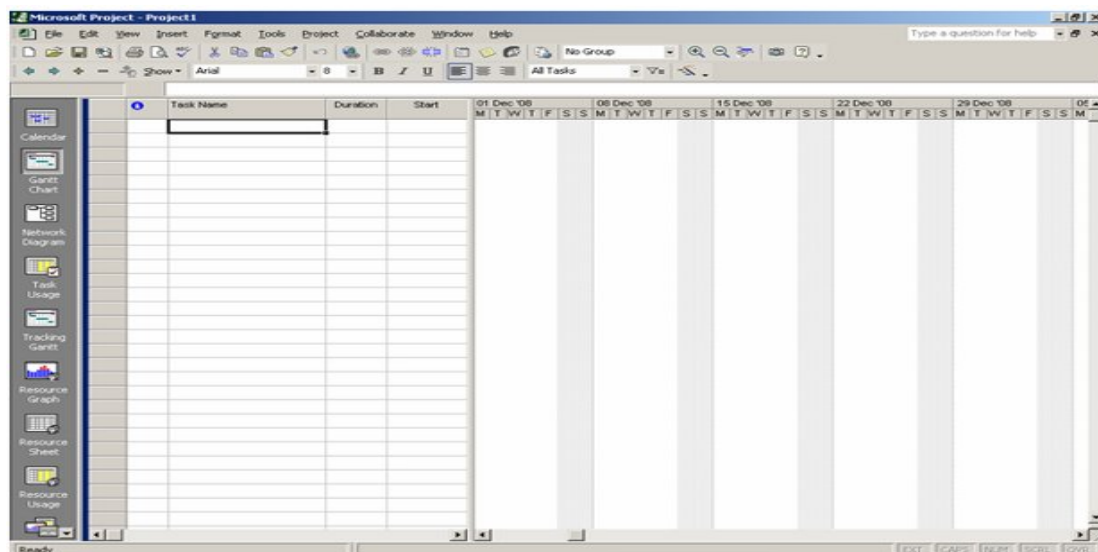 Microsoft Project - Project1
File Edit View Insert Format Tools Project Collaborate Window Help Type a question for help
No Group
Show Arial 8 B I U All Tasks
Task Name Duration Start 01 Dec '08 08 Dec '08 15 Dec '08 22 Dec '08 29 Dec '08
M T W T F S S M T W T F S S M T W T F S S M T W T F S S M T W T F S S M
Calendar
Gantt
Chart
Network
Diagram
Task
Usage
Tracking
Gantt
Resource
Graph
Resource
Sheet
Resource
Usage
Ready EXT CAPS NUM SCRL OVR